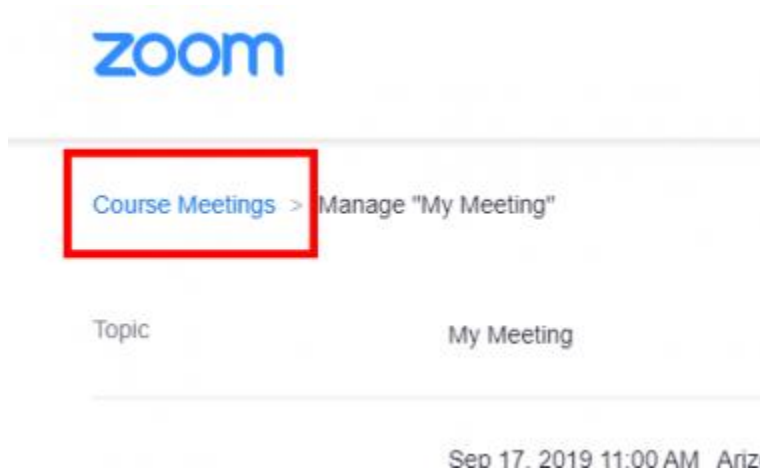 zoom
Course Meetings > Manage "My Meeting"
Topic
My Meeting
Sep 17, 2019 11:00 AM